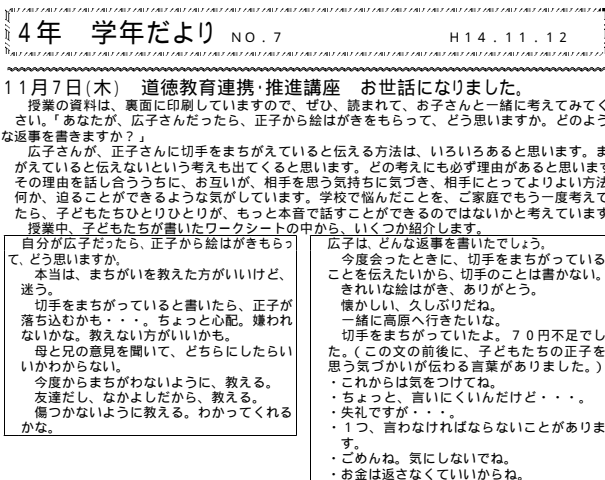 4年 学年だより NO.7 H14.11.12
11月7日(木) 道徳教育連携・推進講座 お世話になりました。
授業の資料は、裏面に印刷していますので、ぜひ、読まれて、お子さんと一緒に考えてみてく
さい。「あなたが、広子さんだったら、正子から絵はがきをもらって、どう思いますか。どのよう
な返事を書きますか?」
広子さんが、正子さんに切手をまちがえていると伝える方法は、いろいろあると思います。ま
がえていると伝えないという考えも出てくると思います。どの考えにも必ず理由があると思います
その理由を話し合ううちに、お互いが、相手を思う気持ちに気づき、相手にとってよりよい方法
何か、迫ることができるような気がしています。学校で悩んだことを、ご家庭でもう一度考えて
たら、子どもたちひとりひとりが、もっと本音で話すことができるのではないかと考えています
授業中、子どもたちが書いたワークシートの中から、いくつか紹介します。
自分が広子だったら、正子から絵はがきもらっ
て、どう思いますか。
本当は、まちがいを教えた方がいいけど、
迷う。
切手をまちがっていると書いたら、正子が
落ち込むかも・・・。ちょっと心配。嫌われ
ないかな。教えない方がいいかも。
母と兄の意見を聞いて、どちらにしたらい
いかわからない。
今度からまちがわないように、教える。
友達だし、なかよしだから、教える。
傷つかないように教える。わかってくれる
かな。
広子は、どんな返事を書いたでしょう。
今度会ったときに、切手をまちがっている
ことを伝えたいから、切手のことは書かない。
きれいな絵はがき、ありがとう。
懐かしい、久しぶりだね。
一緒に高原へ行きたいな。
切手をまちがっていたよ。70円不足でし
た。(この文の前後に、子どもたちの正子を
思う気づかいが伝わる言葉がありました。)
・これからは気をつけてね。
・ちょっと、言いにくいんだけど・・・。
・失礼ですが・・・。
・1つ、言わなければならないことがありま
す。
・ごめんね。気にしないでね。
・お金は返さなくていいからね。